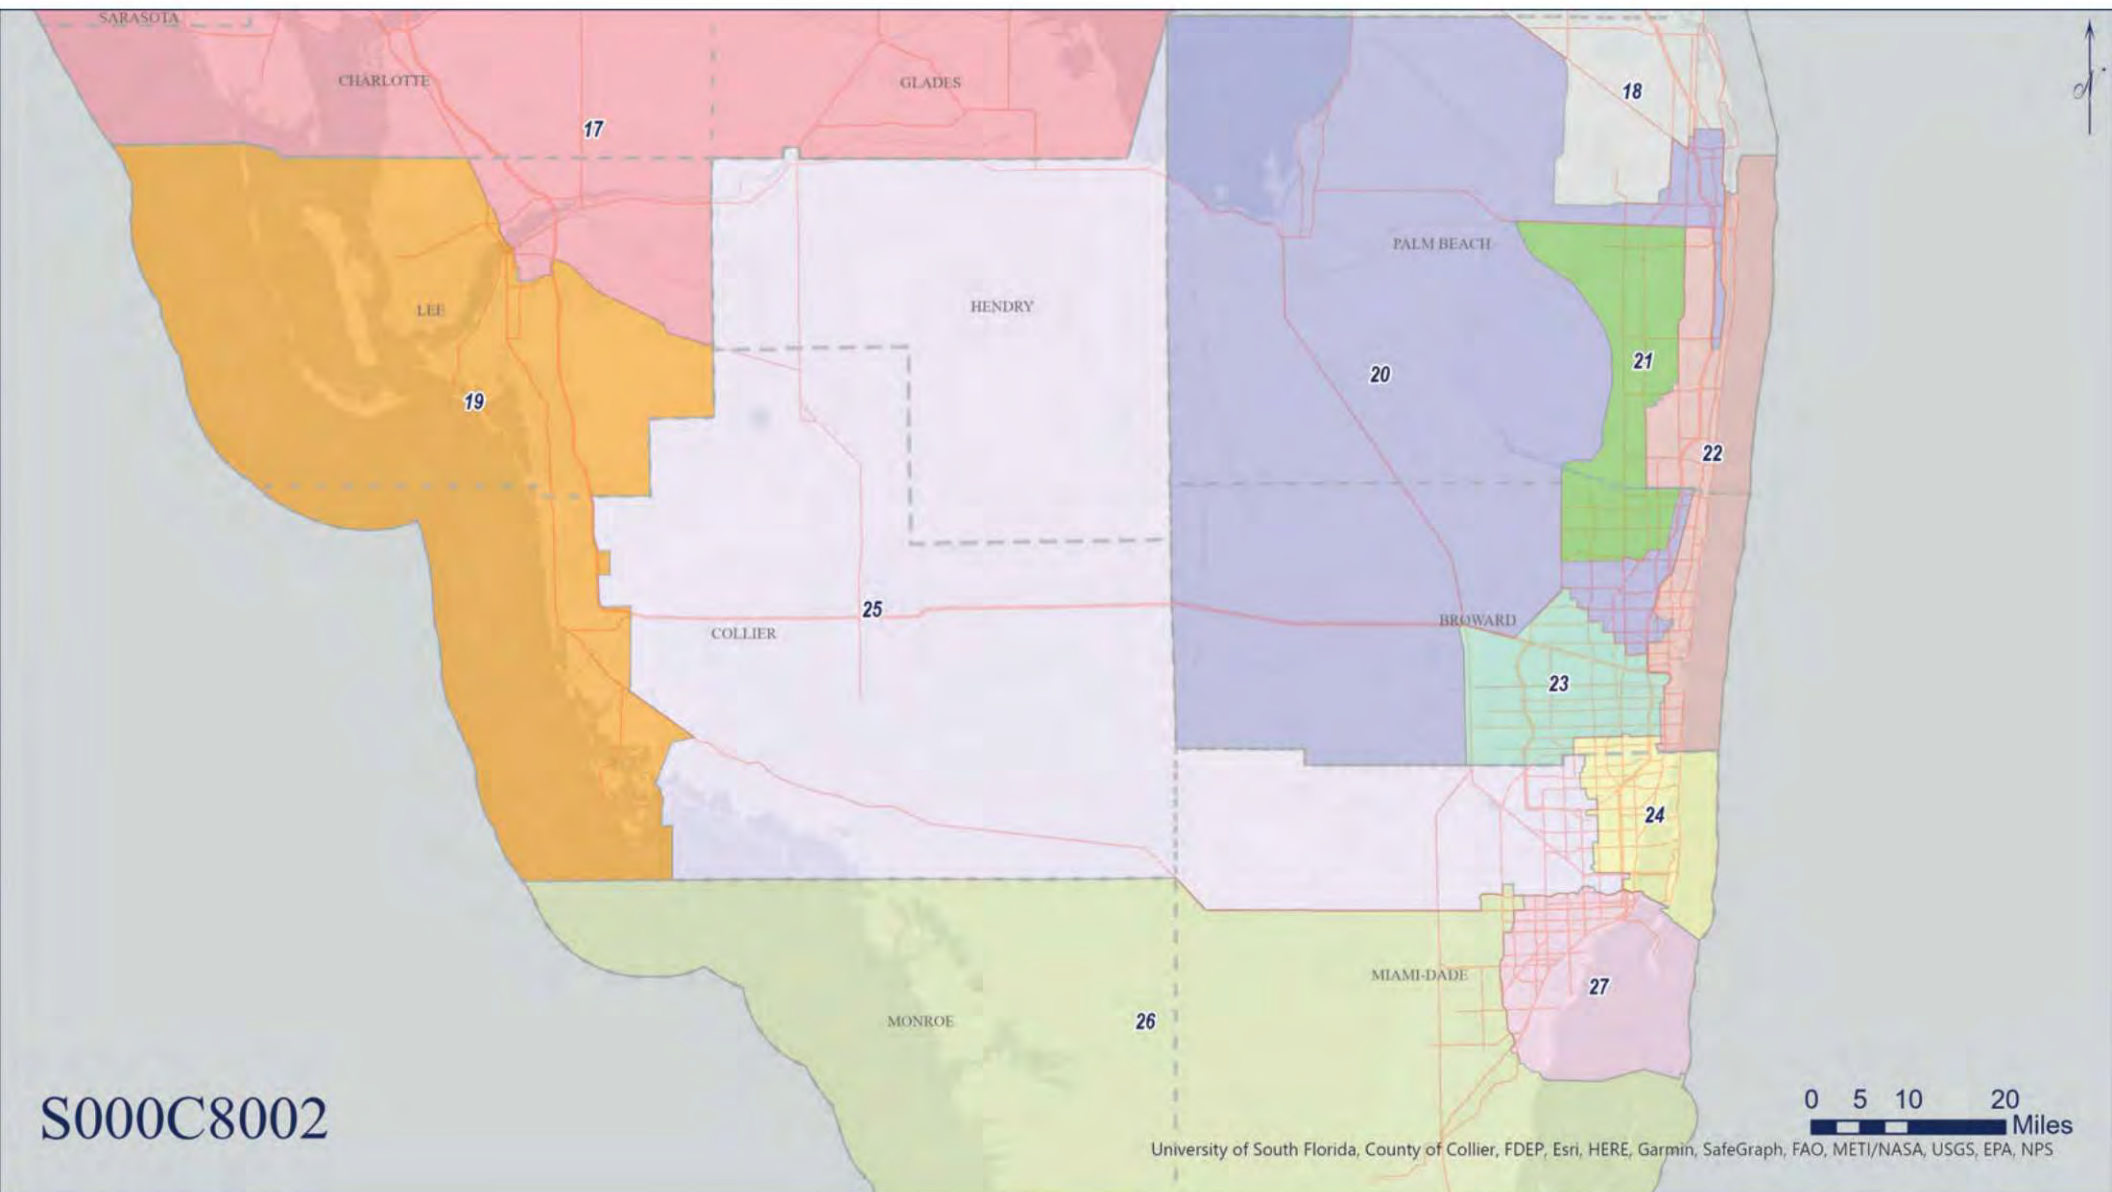 SARASOTA
CHARLOTTE
GLADES
18
17
PALM BEACH
LEE
HENDRY
21
20
19
22
25
BROWARD
COLLIER
23
24
MIAMI-DADE
27
MONROE
26
S000C8002
0 5 10 20
Miles
University of South Florida, County of Collier, FDEP, Esri, HERE, Garmin, SafeGraph, FAO, METI/NASA, USGS, EPA, NPS